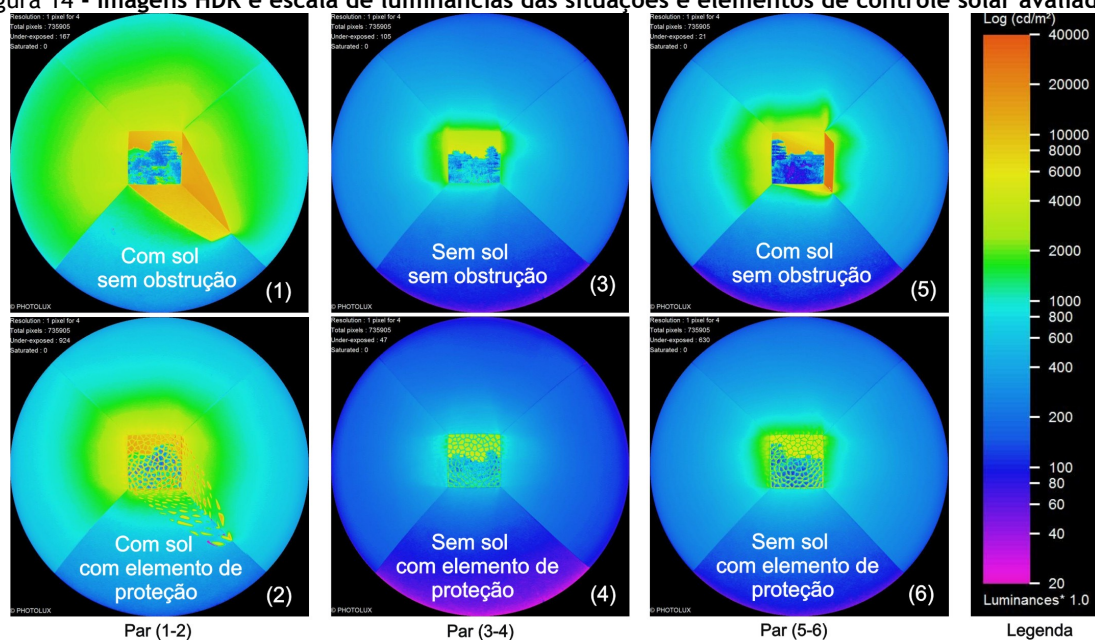 gura 14 - Imagens HDR e escala de luminâncias das situações e elementos de controle solar avaliad
Resolution : 1 pixel for 4
Total pixels : 735905
Under-exposed : 167
Saturated : 0
Com sol
sem obstrução
(1)
© PHOTOLUX
Resolution : 1 pixel for 4
Total pixels : 735905
Under-exposed : 105
Saturated : 0
Sem sol
sem obstrução
(3)
© PHOTOLUX
Resolution : 1 pixel for 4
Total pixels : 735905
Under-exposed : 21
Saturated : 0
Com sol
sem obstrução
(5)
© PHOTOLUX
Resolution : 1 pixel for 4
Total pixels : 735905
Under-exposed : 924
Saturated : 0
Com sol
com elemento de
proteção
(2)
© PHOTOLUX
Par (1-2)
Resolution : 1 pixel for 4
Total pixels : 735905
Under-exposed : 47
Saturated : 0
Sem sol
com elemento de
proteção
(4)
© PHOTOLUX
Par (3-4)
Resolution : 1 pixel for 4
Total pixels : 735905
Under-exposed : 630
Saturated : 0
Sem sol
com elemento de
proteção
(6)
© PHOTOLUX
Par (5-6)
Log (cd/m²)
40000
20000
10000
8000
6000
4000
2000
1000
800
600
400
200
100
80
60
40
20
Luminances* 1.0
Legenda